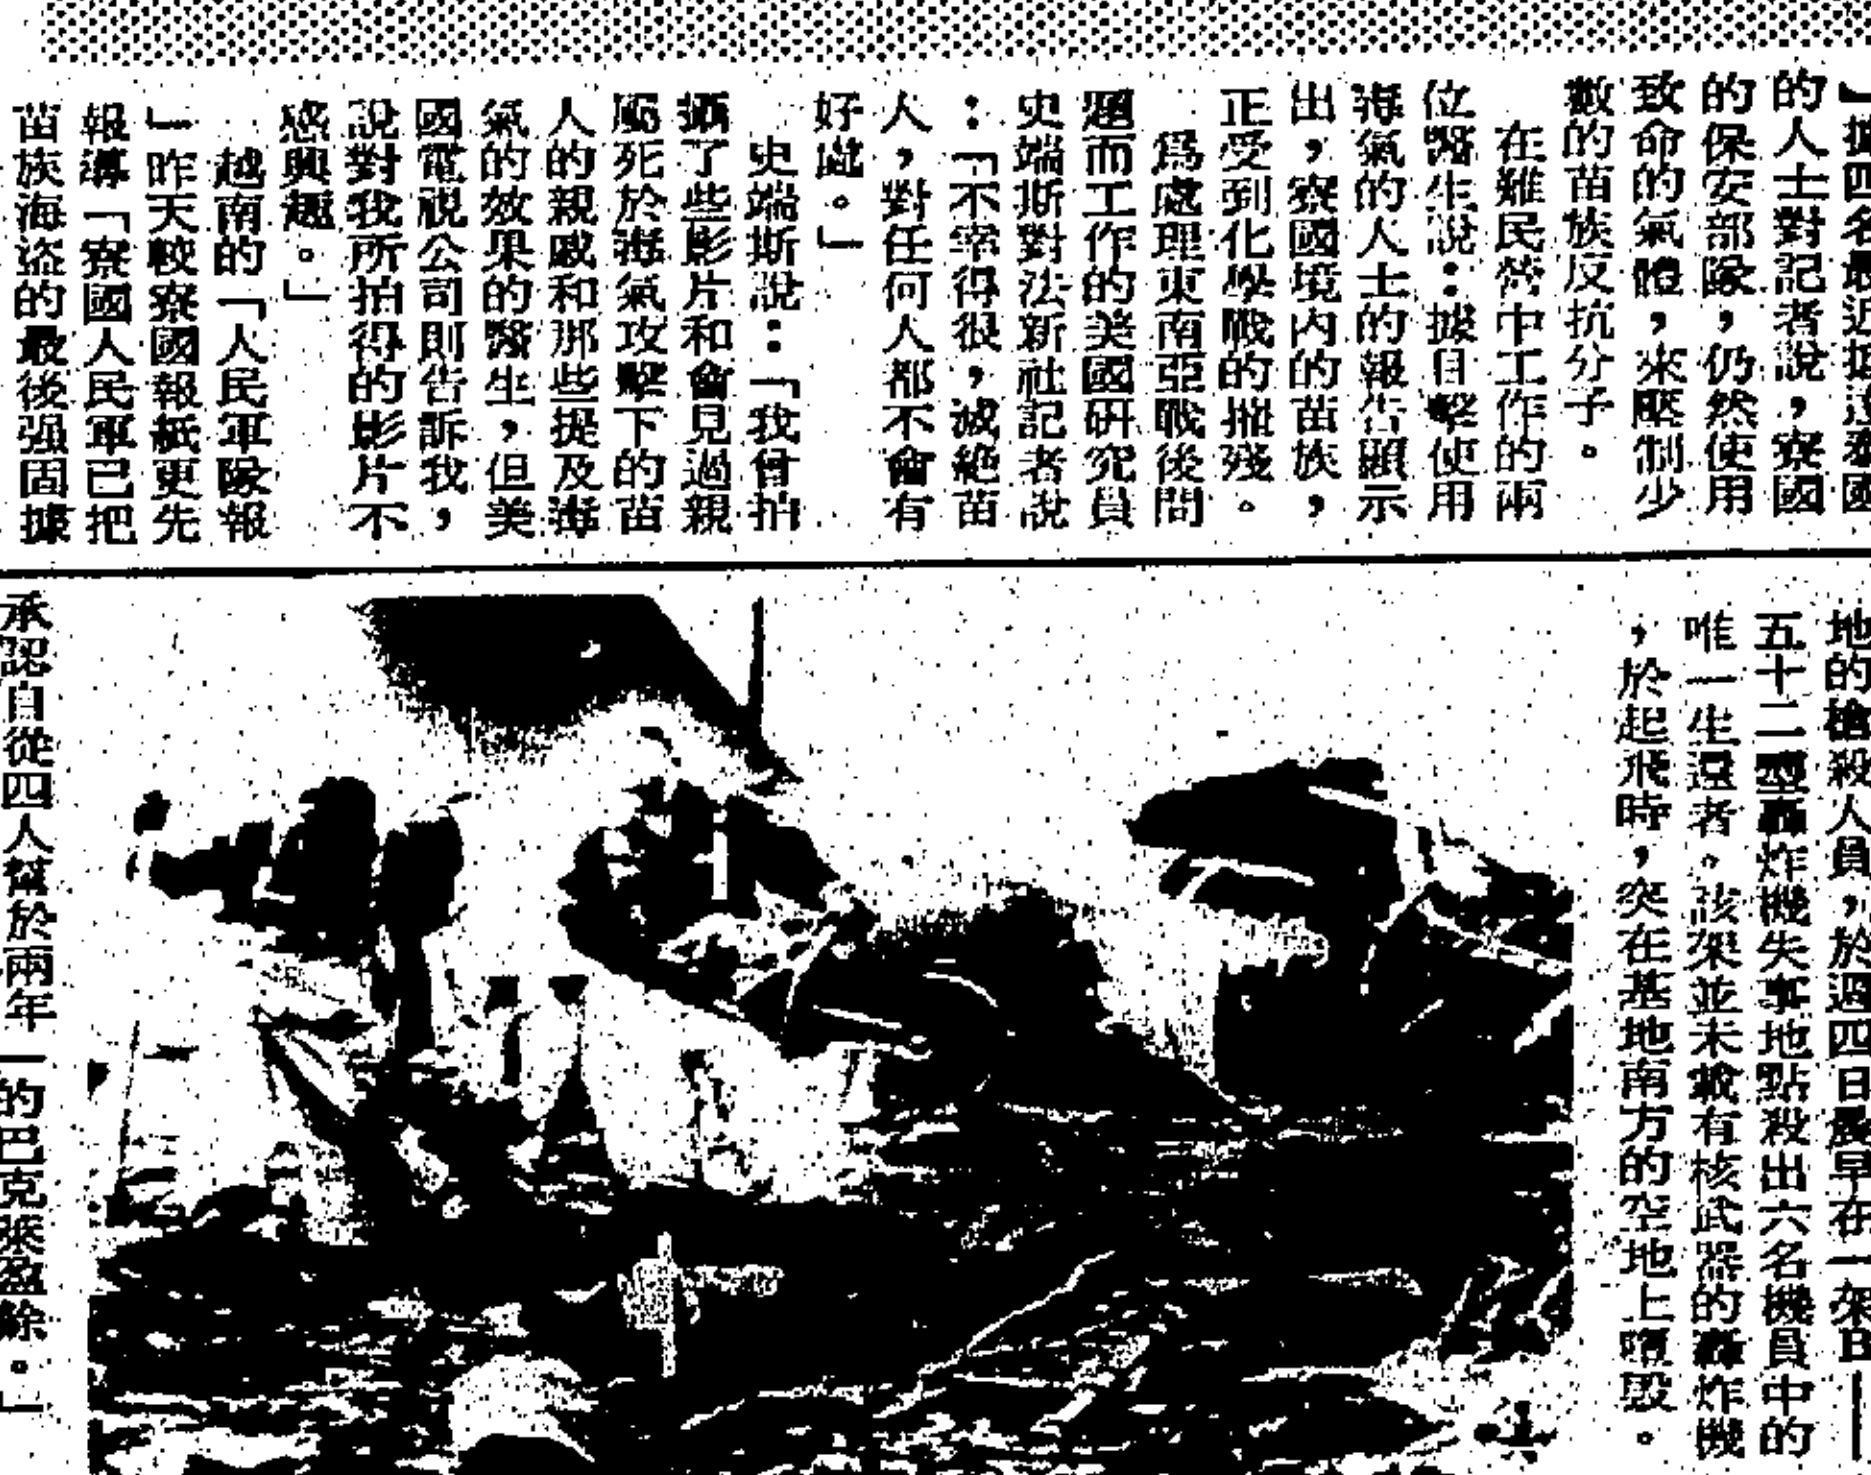 」據四名最近抵達泰國
的人士對記者說，寮國
的保安部隊，仍然使用
致命的氣體，來壓制少
數的苗族反抗分子。
在難民營中工作的兩
位醫生說：據目擊使用
毒氣的人士的報告顯示
出，寮國境內的苗族，
正受到化學戰的摧殘。
爲處理東南亞戰後問
題而工作的美國研究員
史端斯對法新社記者說
：「不宰得很，滅絕苗
人，對任何人都不會有
好處。」
史端斯說：「我曾拍
攝了些影片和會見過親
屬死於毒氣攻擊下的苗
人的親戚和那些提及毒
氣的效果的醫生，但美
國電視公司則告訴我，
說對我所拍得的影片不
感興趣。」
越南的「人民軍隊報
」昨天較寮國報紙更先
報導「寮國人民軍已把
苗族海盜的最後强固據
地的搶殺人員，於週四日晨早在一架B—
五十二型轟炸機失事地點殺出六名機員中的
唯一生還者。該架並未載有核武器的轟炸機
，於起飛時，突在基地南方的空地上墮毀。
承認自從四人幫於兩年
的巴克萊盈餘。」